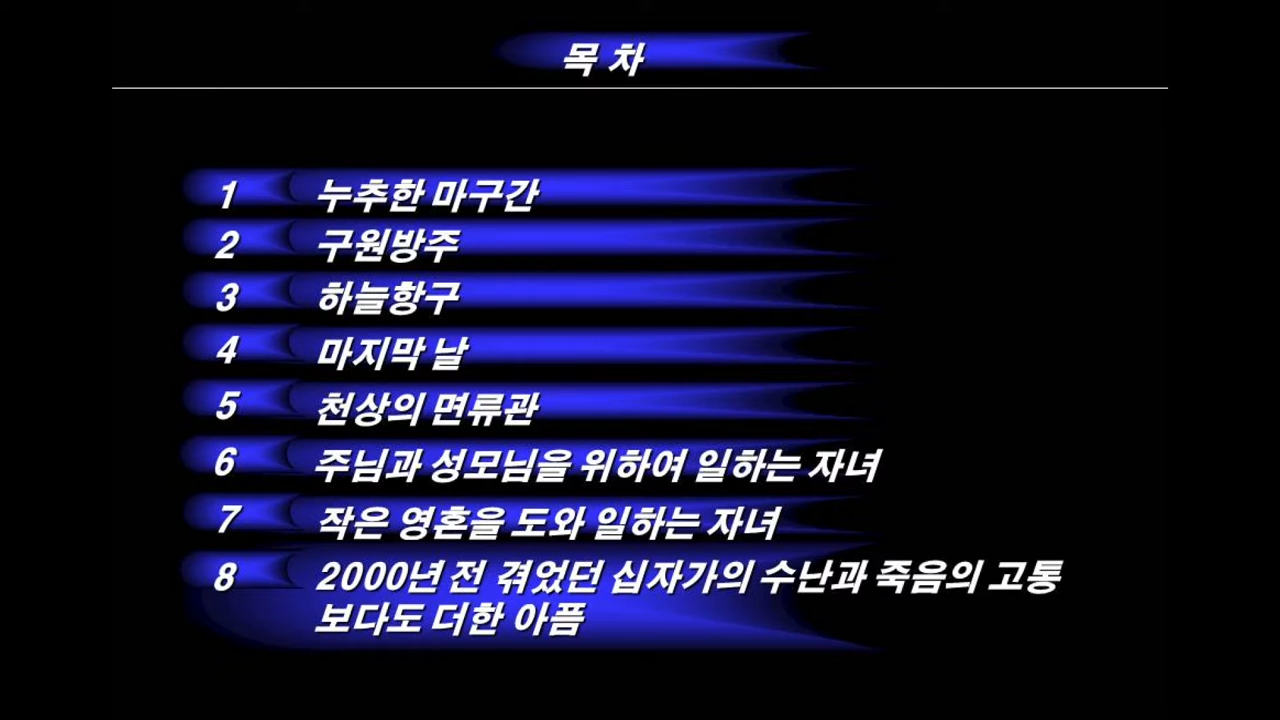 목 차
1 누추한 마구간
2 구원방주
3 하늘항구
4 마지막 날
5 천상의 면류관
6 주님과 성모님을 위하여 일하는 자녀
7 작은 영혼을 도와 일하는 자녀
8 2000년 전 겪었던 십자가의 수난과 죽음의 고통
보다도 더한 아픔